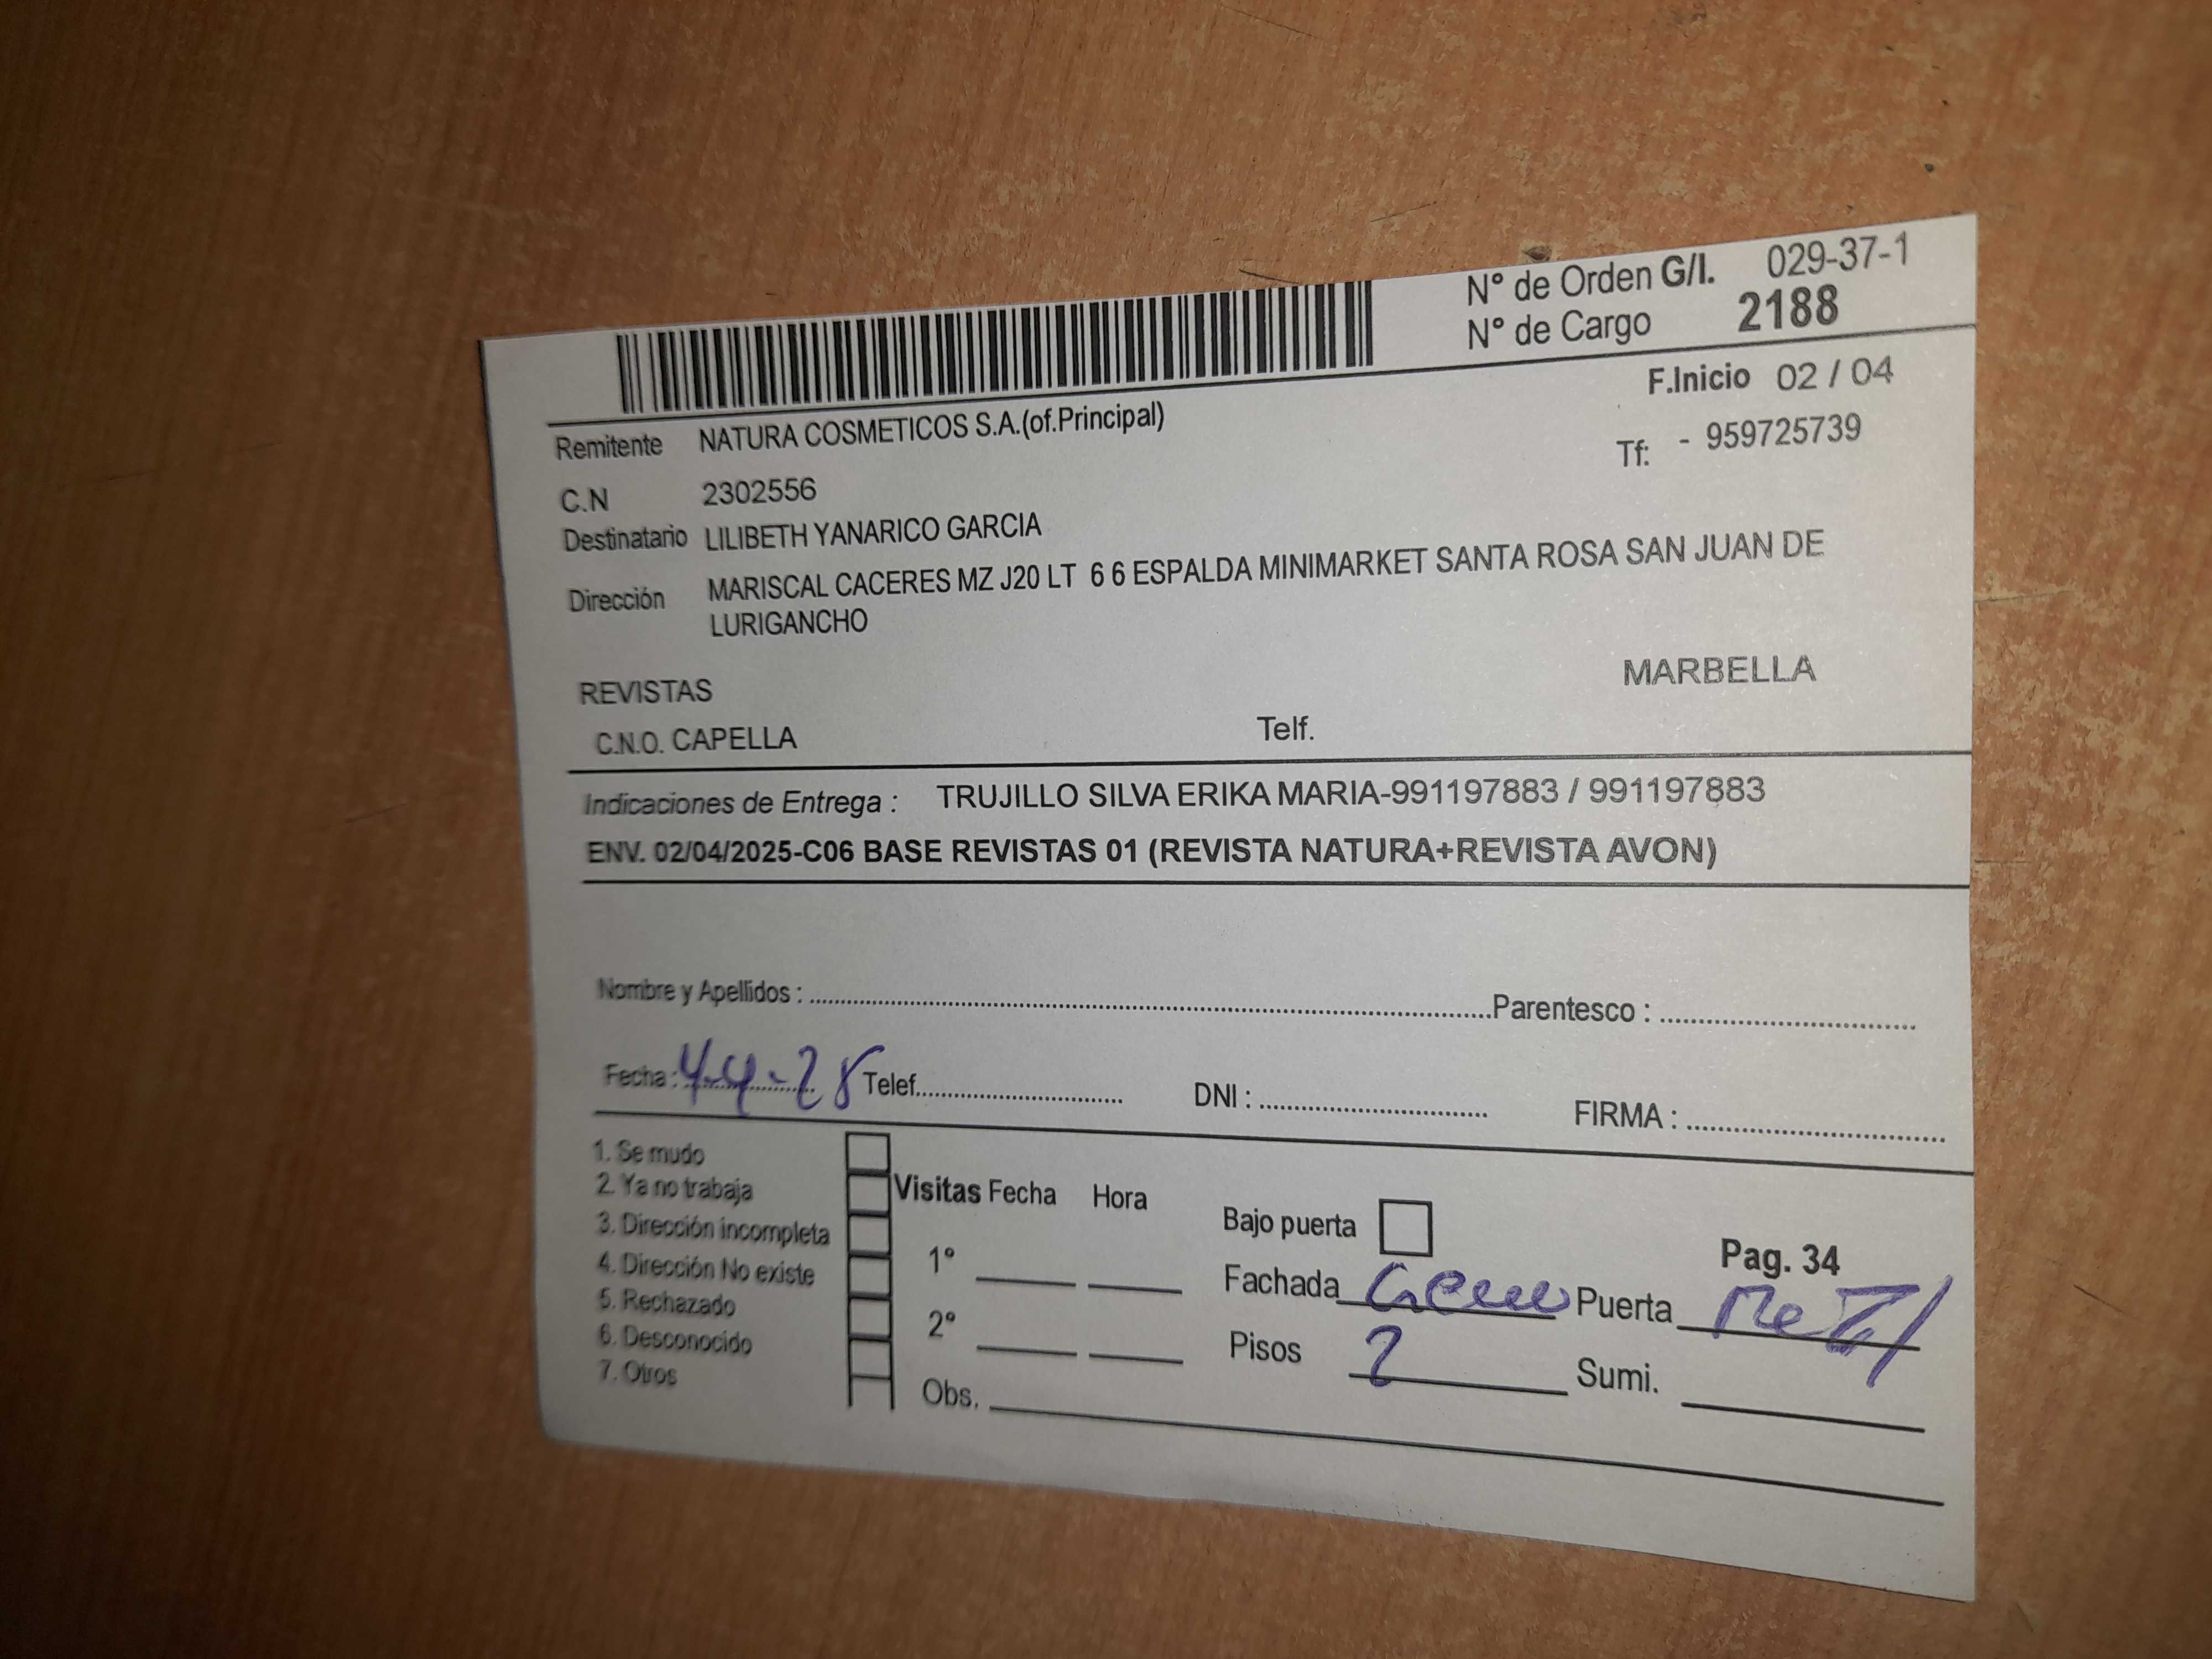 N° de Orden G/I. 029-37-1
N° de Cargo 2188
F.Inicio 02 / 04
Remitente NATURA COSMETICOS S.A.(of.Principal)
Tf: - 959725739
C.N 2302556
Destinatario LILIBETH YANARICO GARCIA
Dirección MARISCAL CACERES MZ J20 LT 6 6 ESPALDA MINIMARKET SANTA ROSA SAN JUAN DE
LURIGANCHO
MARBELLA
REVISTAS
C.N.O. CAPELLA Telf.
Indicaciones de Entrega : TRUJILLO SILVA ERIKA MARIA-991197883 / 991197883
ENV. 02/04/2025-C06 BASE REVISTAS 01 (REVISTA NATURA+REVISTA AVON)
Nombre y Apellidos : Parentesco :
Fecha : Telef. DNI : FIRMA :
1. Se mudo
2. Ya no trabaja
3. Dirección incompleta
4. Dirección No existe
5. Rechazado
6. Desconocido
7. Otros
Visitas Fecha Hora
1°
2°
Obs.
Bajo puerta
Pag. 34
Fachada Puerta
Pisos 2 Sumi.